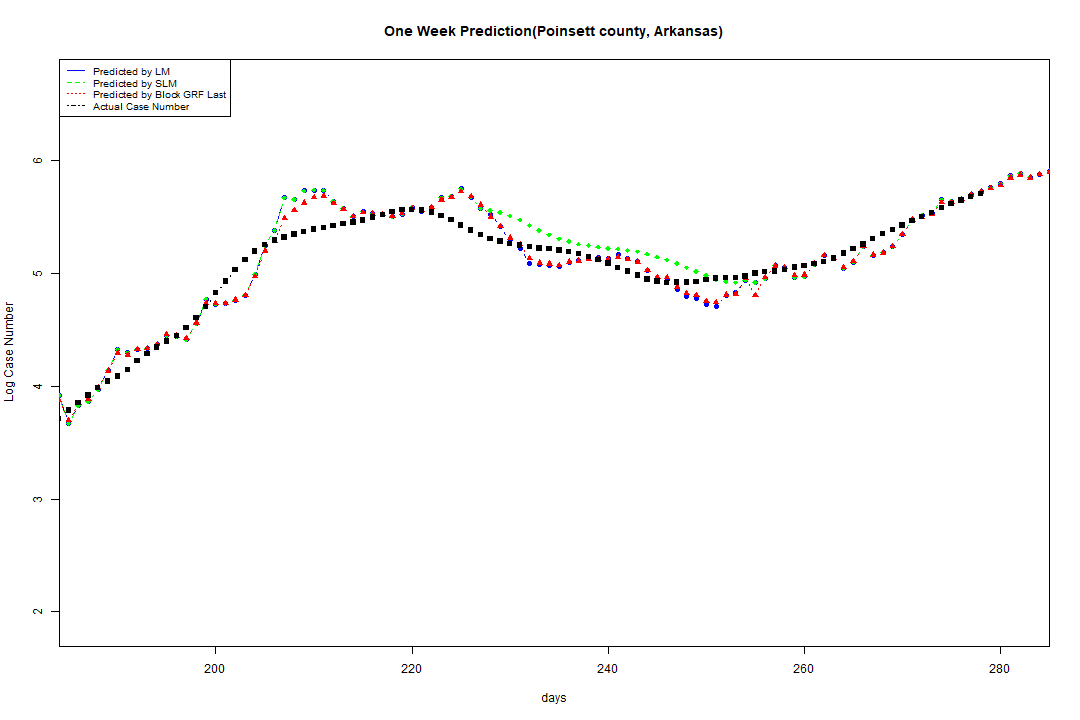 One Week Prediction(Poinsett county, Arkansas)
Predicted by LM
Predicted by SLM
Predicted by Block GRF Last
Actual Case Number
6
5
4
3
2
Log Case Number
200 220 240 260 280
days